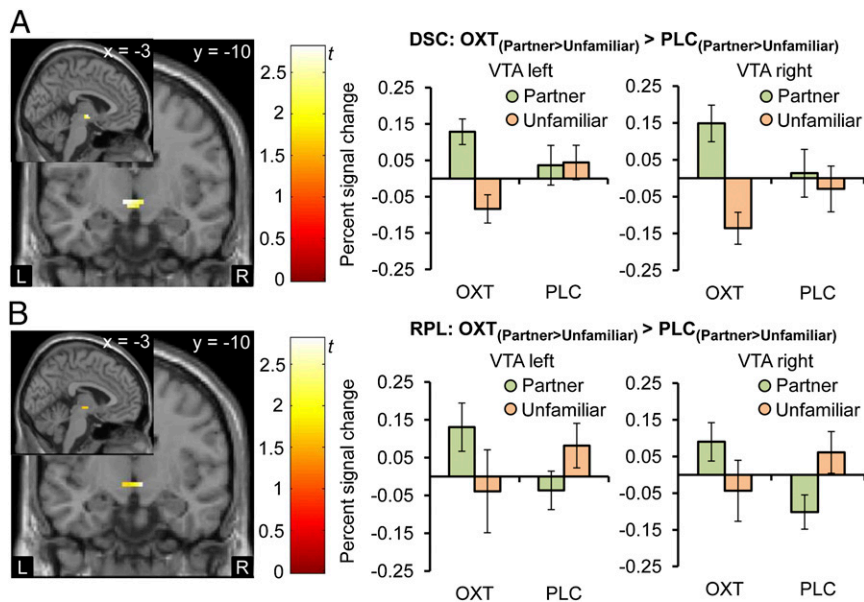 A
x = -3
y = -10
t
2.5
2
1.5
1
0.5
0
Percent signal change
L
R
DSC: OXT(Partner>Unfamiliar) > PLC(Partner>Unfamiliar)
VTA left
Partner
Unfamiliar
0.25
0.15
0.05
-0.05
-0.15
-0.25
OXT
PLC
VTA right
Partner
Unfamiliar
0.25
0.15
0.05
-0.05
-0.15
-0.25
OXT
PLC
B
x = -3
y = -10
t
2.5
2
1.5
1
0.5
0
Percent signal change
L
R
RPL: OXT(Partner>Unfamiliar) > PLC(Partner>Unfamiliar)
VTA left
Partner
Unfamiliar
0.25
0.15
0.05
-0.05
-0.15
-0.25
OXT
PLC
VTA right
Partner
Unfamiliar
0.25
0.15
0.05
-0.05
-0.15
-0.25
OXT
PLC